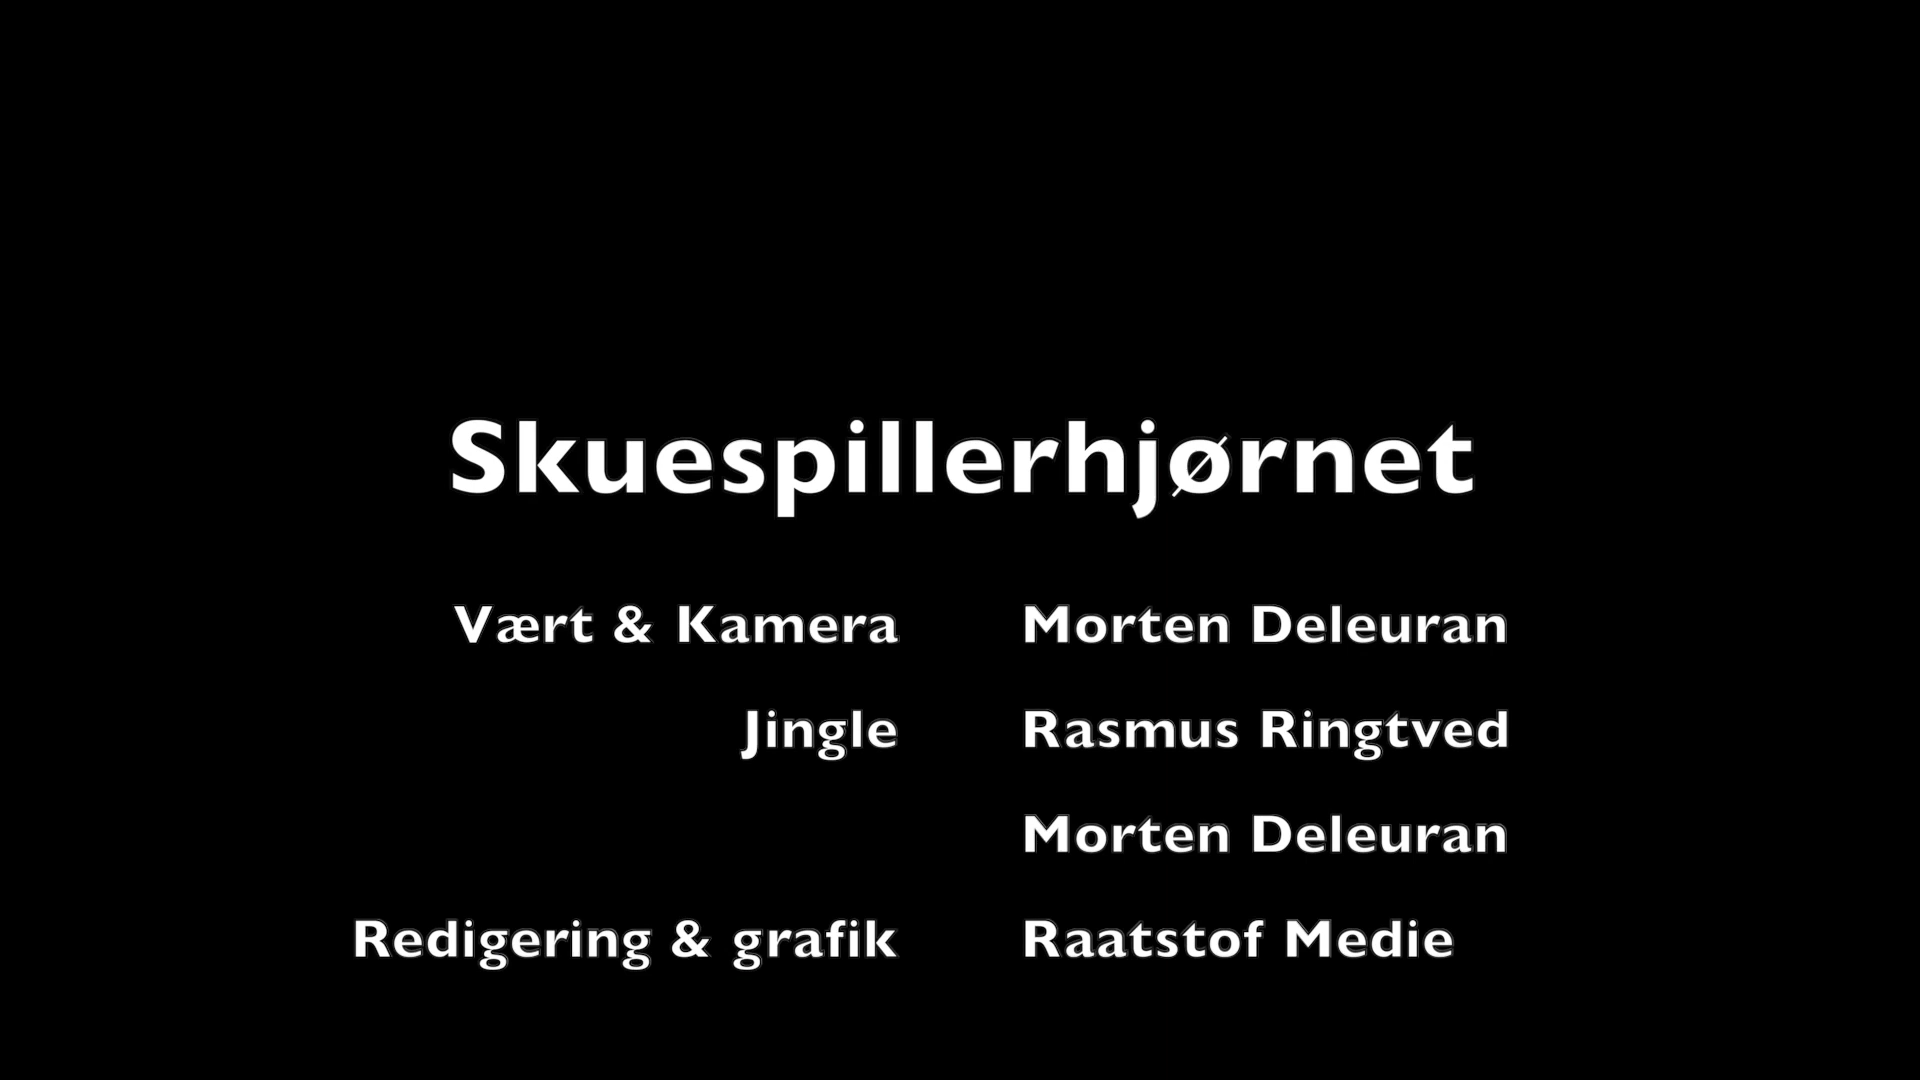 Skuespillerhjørnet
Vært & Kamera Morten Deleuran
Jingle Rasmus Ringtved
Morten Deleuran
Redigering & grafik Raatstof Medie